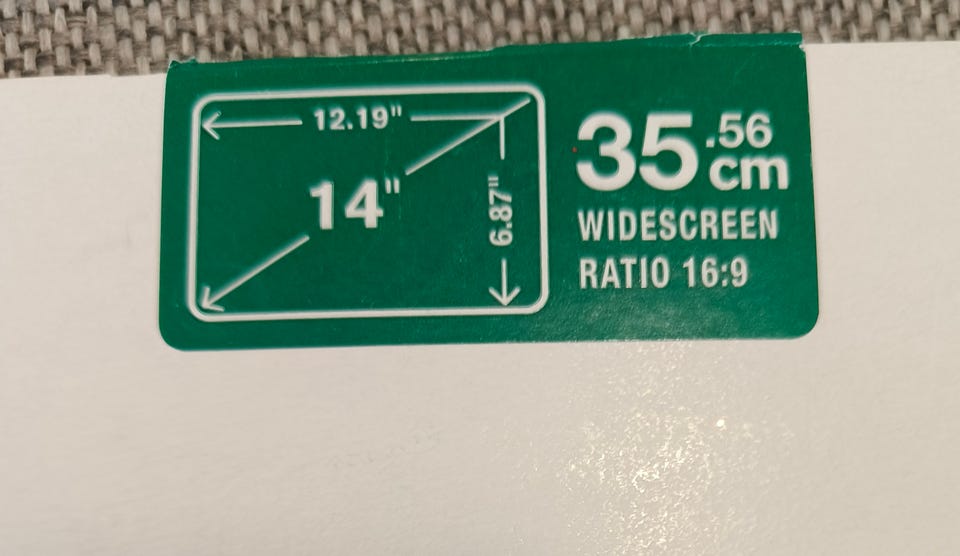 12.19"
14"
6.87"
35.56
cm
WIDESCREEN
RATIO 16:9